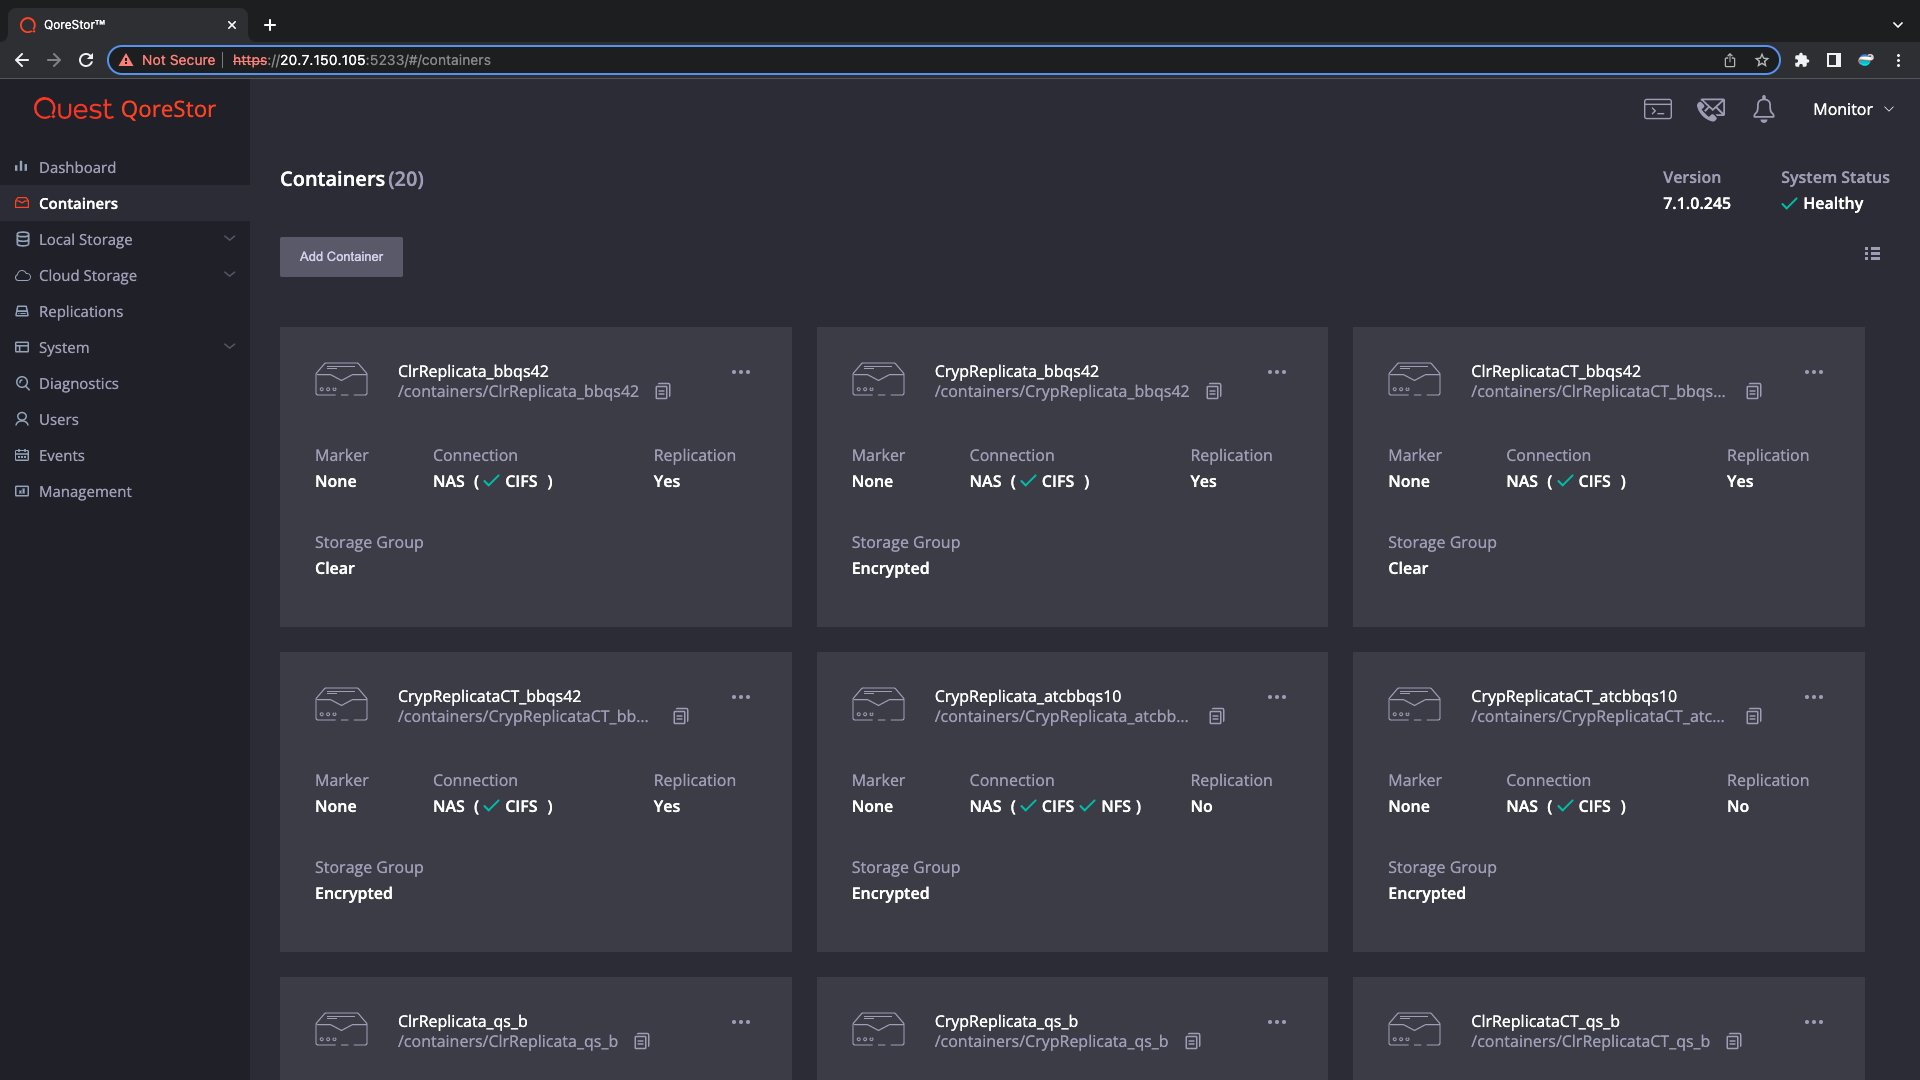 QoreStor™
Not Secure https://20.7.150.105:5233/#/containers
Quest QoreStor
Monitor
Dashboard
Containers
Local Storage
Cloud Storage
Replications
System
Diagnostics
Users
Events
Management
Containers (20)
Version
7.1.0.245
System Status
Healthy
Add Container
ClrReplicata_bbqs42
/containers/ClrReplicata_bbqs42
Marker Connection Replication
None NAS ( CIFS ) Yes
Storage Group
Clear
CrypReplicata_bbqs42
/containers/CrypReplicata_bbqs42
Marker Connection Replication
None NAS ( CIFS ) Yes
Storage Group
Encrypted
ClrReplicataCT_bbqs42
/containers/ClrReplicataCT_bbqs...
Marker Connection Replication
None NAS ( CIFS ) Yes
Storage Group
Clear
CrypReplicataCT_bbqs42
/containers/CrypReplicataCT_bb...
Marker Connection Replication
None NAS ( CIFS ) Yes
Storage Group
Encrypted
CrypReplicata_atcbbqs10
/containers/CrypReplicata_atcbb...
Marker Connection Replication
None NAS ( CIFS NFS ) No
Storage Group
Encrypted
CrypReplicataCT_atcbbqs10
/containers/CrypReplicataCT_atc...
Marker Connection Replication
None NAS ( CIFS ) No
Storage Group
Encrypted
ClrReplicata_qs_b
/containers/ClrReplicata_qs_b
CrypReplicata_qs_b
/containers/CrypReplicata_qs_b
ClrReplicataCT_qs_b
/containers/ClrReplicataCT_qs_b